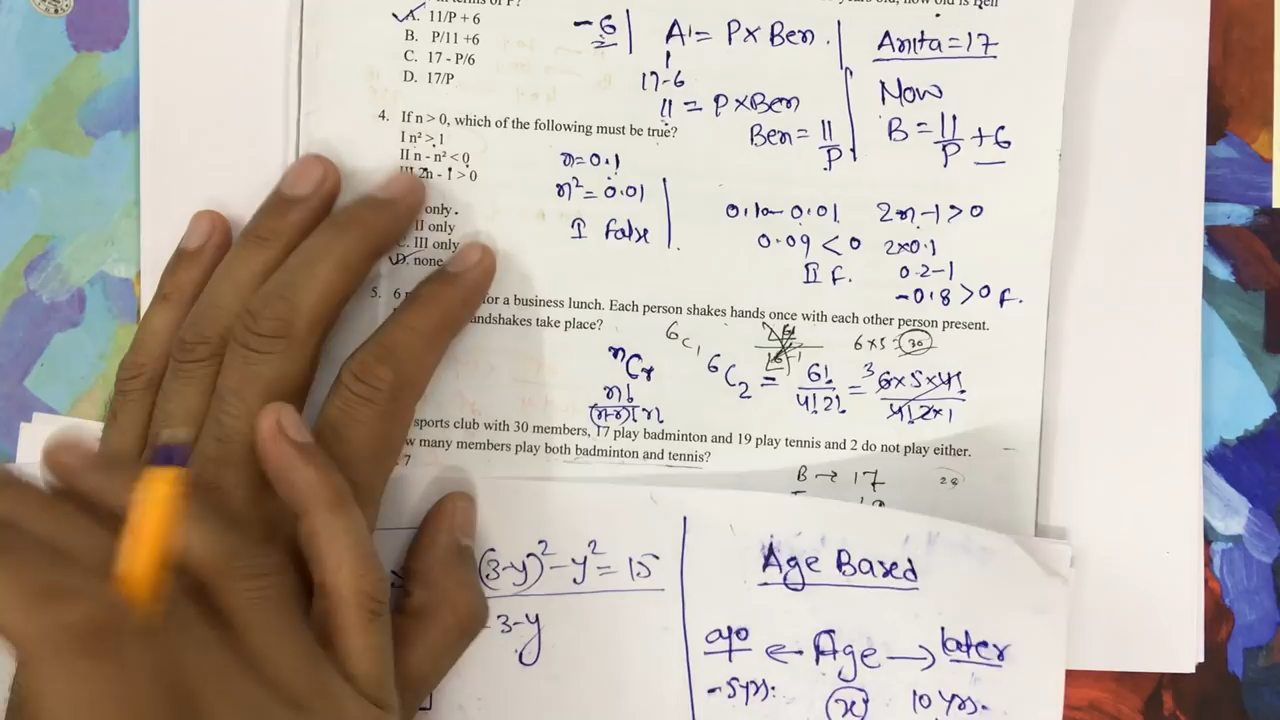 A. 11/P + 6
B. P/11 +6
C. 17 - P/6
D. 17/P
-6
A = P × Ben.
17-6
11 = P × Ben
Ben = 11/P
Anita = 17
Now
B = 11/P + 6
4. If n > 0, which of the following must be true?
I n² > 1
II n - n² < 0
III 2n - 1 > 0
only.
II only
C. III only
D. none
n = 0.1
n² = 0.01
I False
0.1 - 0.01
0.09 < 0
II F.
2n-1>0
2×0.1
0.2-1
-0.8>0 F.
5. 6
for a business lunch. Each person shakes hands once with each other person present.
andshakes take place?
6C1
6×5 = 30
nCr
n!
(n-r)! r!
6C2 = 6!/4!2! = 3 6×5×4!/4! 2×1
sports club with 30 members, 17 play badminton and 19 play tennis and 2 do not play either.
w many members play both badminton and tennis?
7
B → 17
28
(3-y)² - y² = 15
3-y
Age Based
ago ← Age → later
-5yrs. (x) 10 yrs.